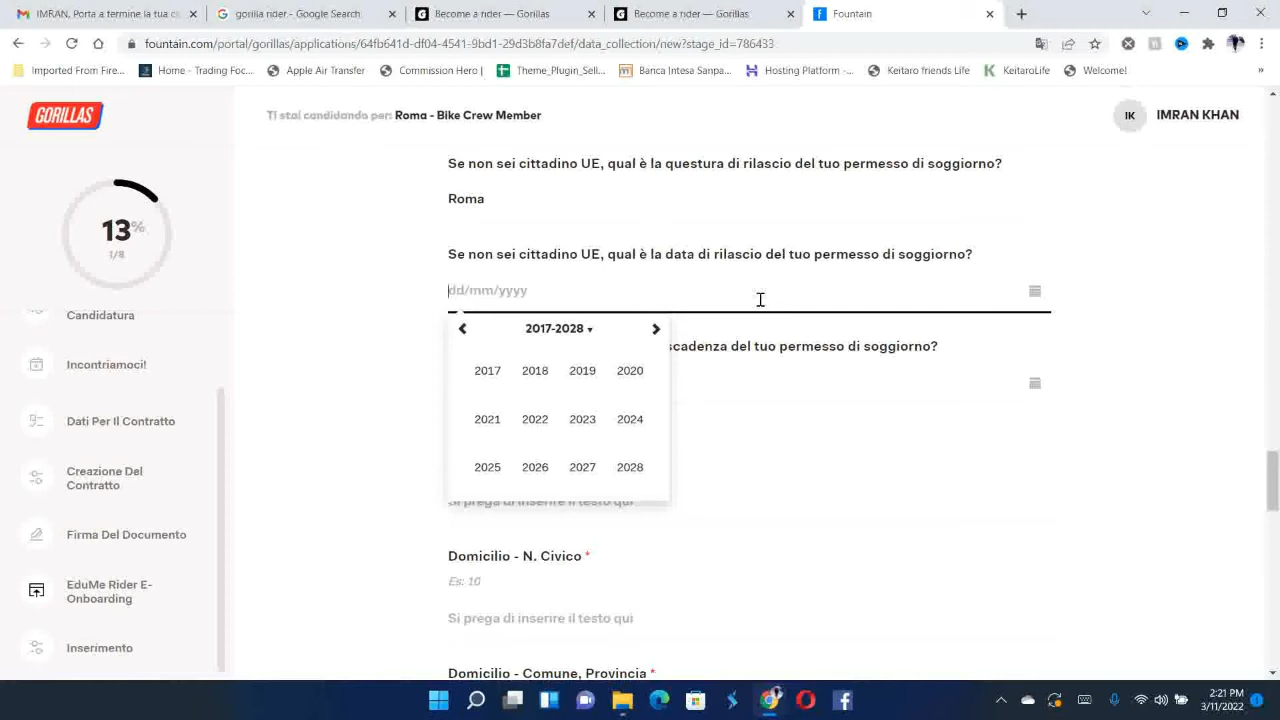 IMRAN, Porta a termine la tua c
gorilla rider - Google Search
Become a rider — Gorillas
Become a rider — Gorillas
Fountain
fountain.com/portal/gorillas/applications/64fb641d-df04-4541-9bd1-29d3b8a7def/data_collection/new?stage_id=786433
Imported From Fire...
Home - Trading Foc...
Apple Air Transfer
Commission Hero |
Theme_Plugin_Sell...
Banca Intesa Sanpa...
Hosting Platform -...
Keitaro friends Life
KeitaroLife
Welcome!
»
GORILLAS
Ti stai candidando per: Roma - Bike Crew Member
IK
IMRAN KHAN
13%
1/8
Candidatura
Incontriamoci!
Dati Per Il Contratto
Creazione Del
Contratto
Firma Del Documento
EduMe Rider E-
Onboarding
Inserimento
Se non sei cittadino UE, qual è la questura di rilascio del tuo permesso di soggiorno?
Roma
Se non sei cittadino UE, qual è la data di rilascio del tuo permesso di soggiorno?
dd/mm/yyyy
2017-2028
scadenza del tuo permesso di soggiorno?
2017 2018 2019 2020
2021 2022 2023 2024
2025 2026 2027 2028
Si prega di inserire il testo qui
Domicilio - N. Civico *
Es: 10
Si prega di inserire il testo qui
Domicilio - Comune, Provincia *
2:21 PM
3/11/2022